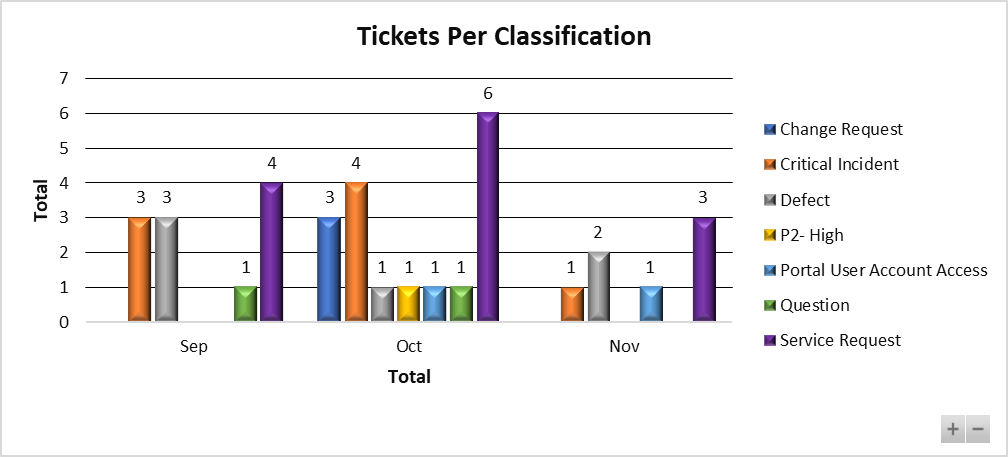 Tickets Per Classification
7
6
5
4
3
2
1
0
Total
3 3 1 4
3 4 1 1 1 1 6
1 2 1 3
Sep Oct Nov
Total
Change Request
Critical Incident
Defect
P2- High
Portal User Account Access
Question
Service Request
+ −